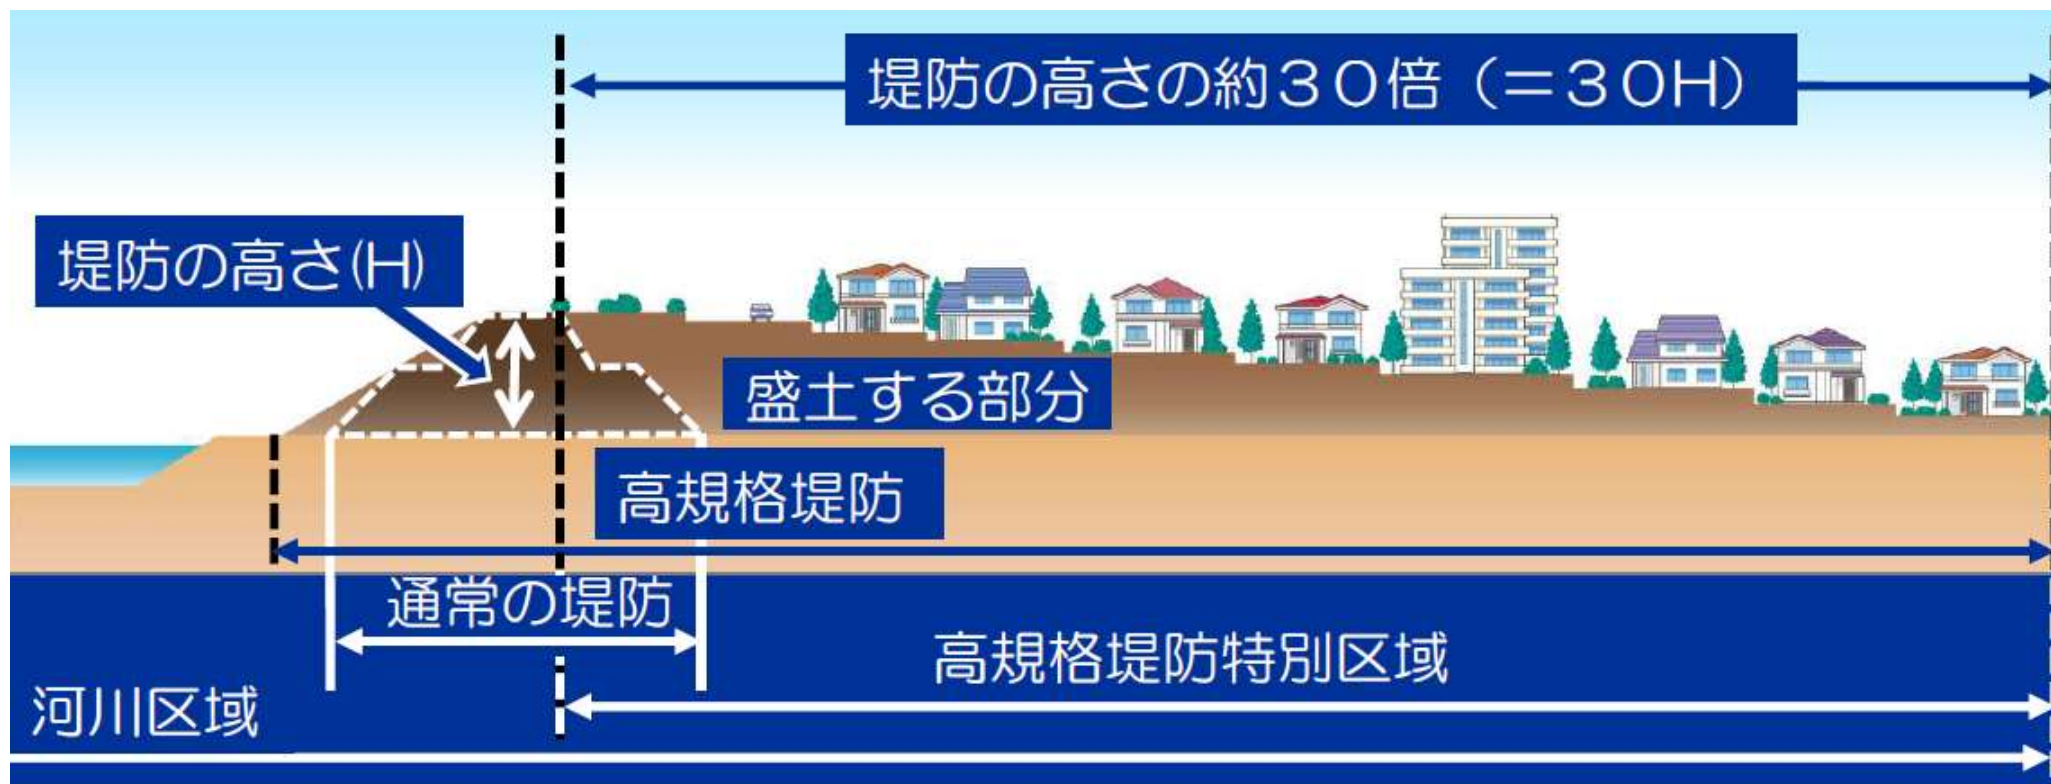 堤防の高さの約３０倍（＝３０Ｈ）
堤防の高さ(H)
盛土する部分
高規格堤防
通常の堤防
高規格堤防特別区域
河川区域